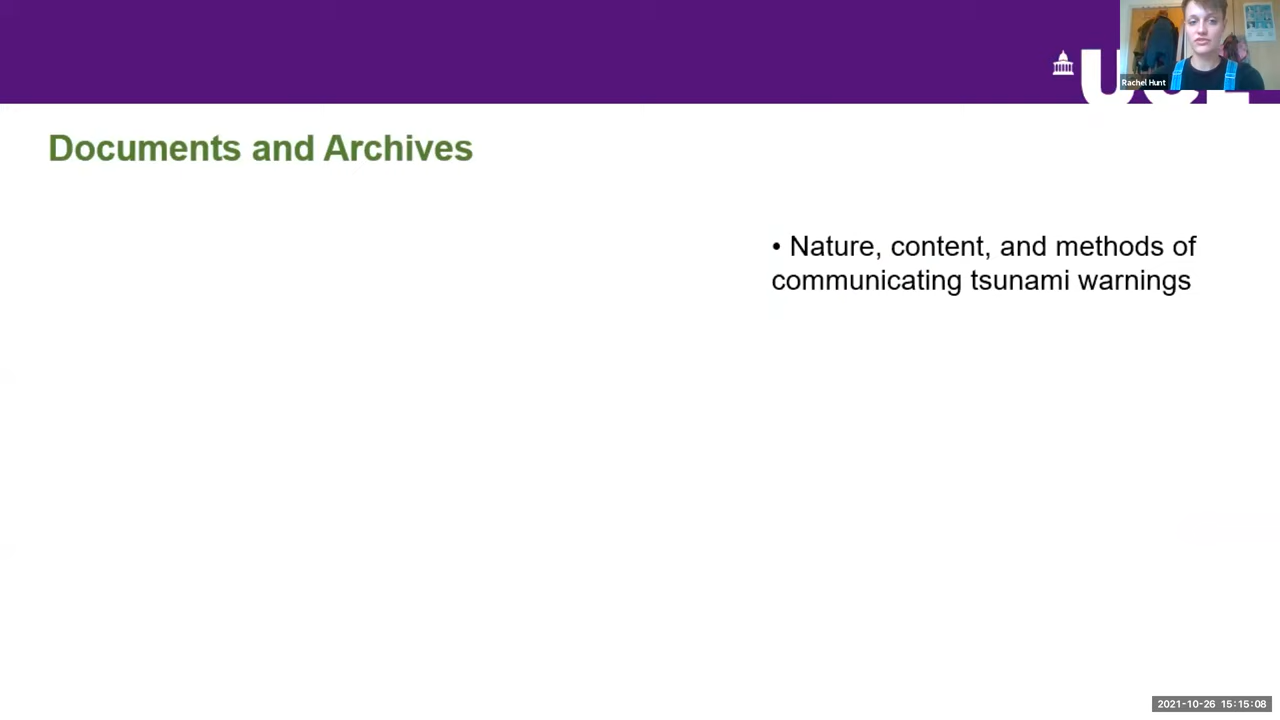 Rachel Hunt
Documents and Archives
• Nature, content, and methods of
communicating tsunami warnings
2021-10-26 15:15:08